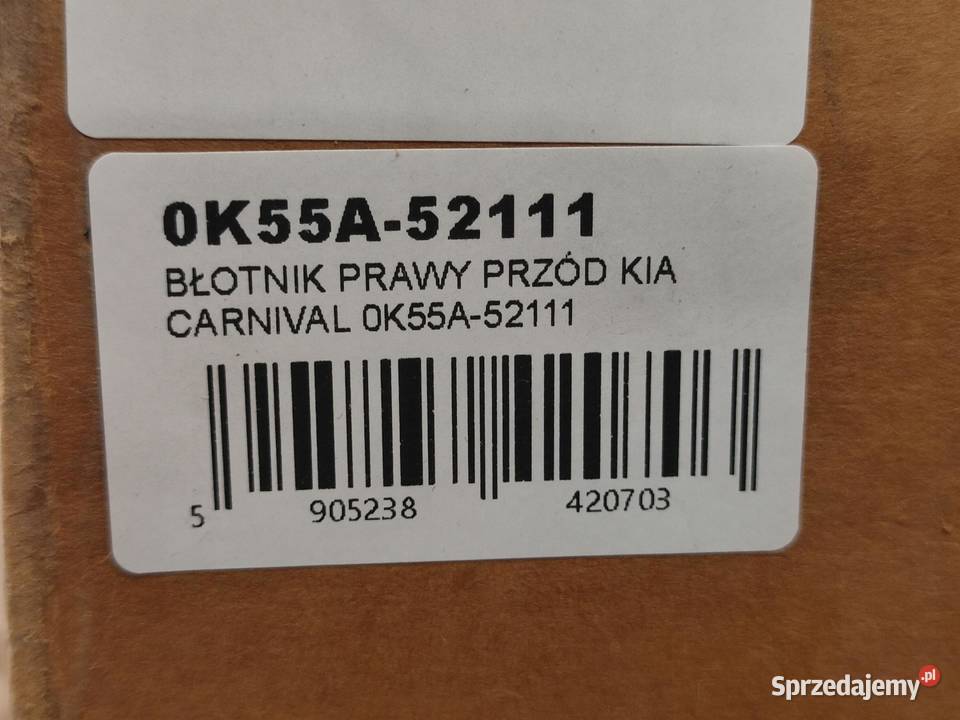 0K55A-52111
BŁOTNIK PRAWY PRZÓD KIA
CARNIVAL 0K55A-52111
5 905238 420703
Sprzedajemy.pl